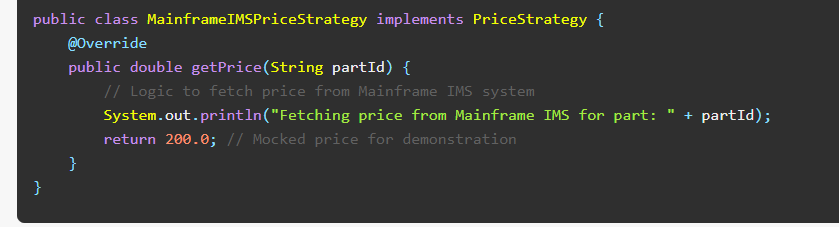 public class MainframeIMSPriceStrategy implements PriceStrategy {
    @Override
    public double getPrice(String partId) {
        // Logic to fetch price from Mainframe IMS system
        System.out.println("Fetching price from Mainframe IMS for part: " + partId);
        return 200.0; // Mocked price for demonstration
    }
}